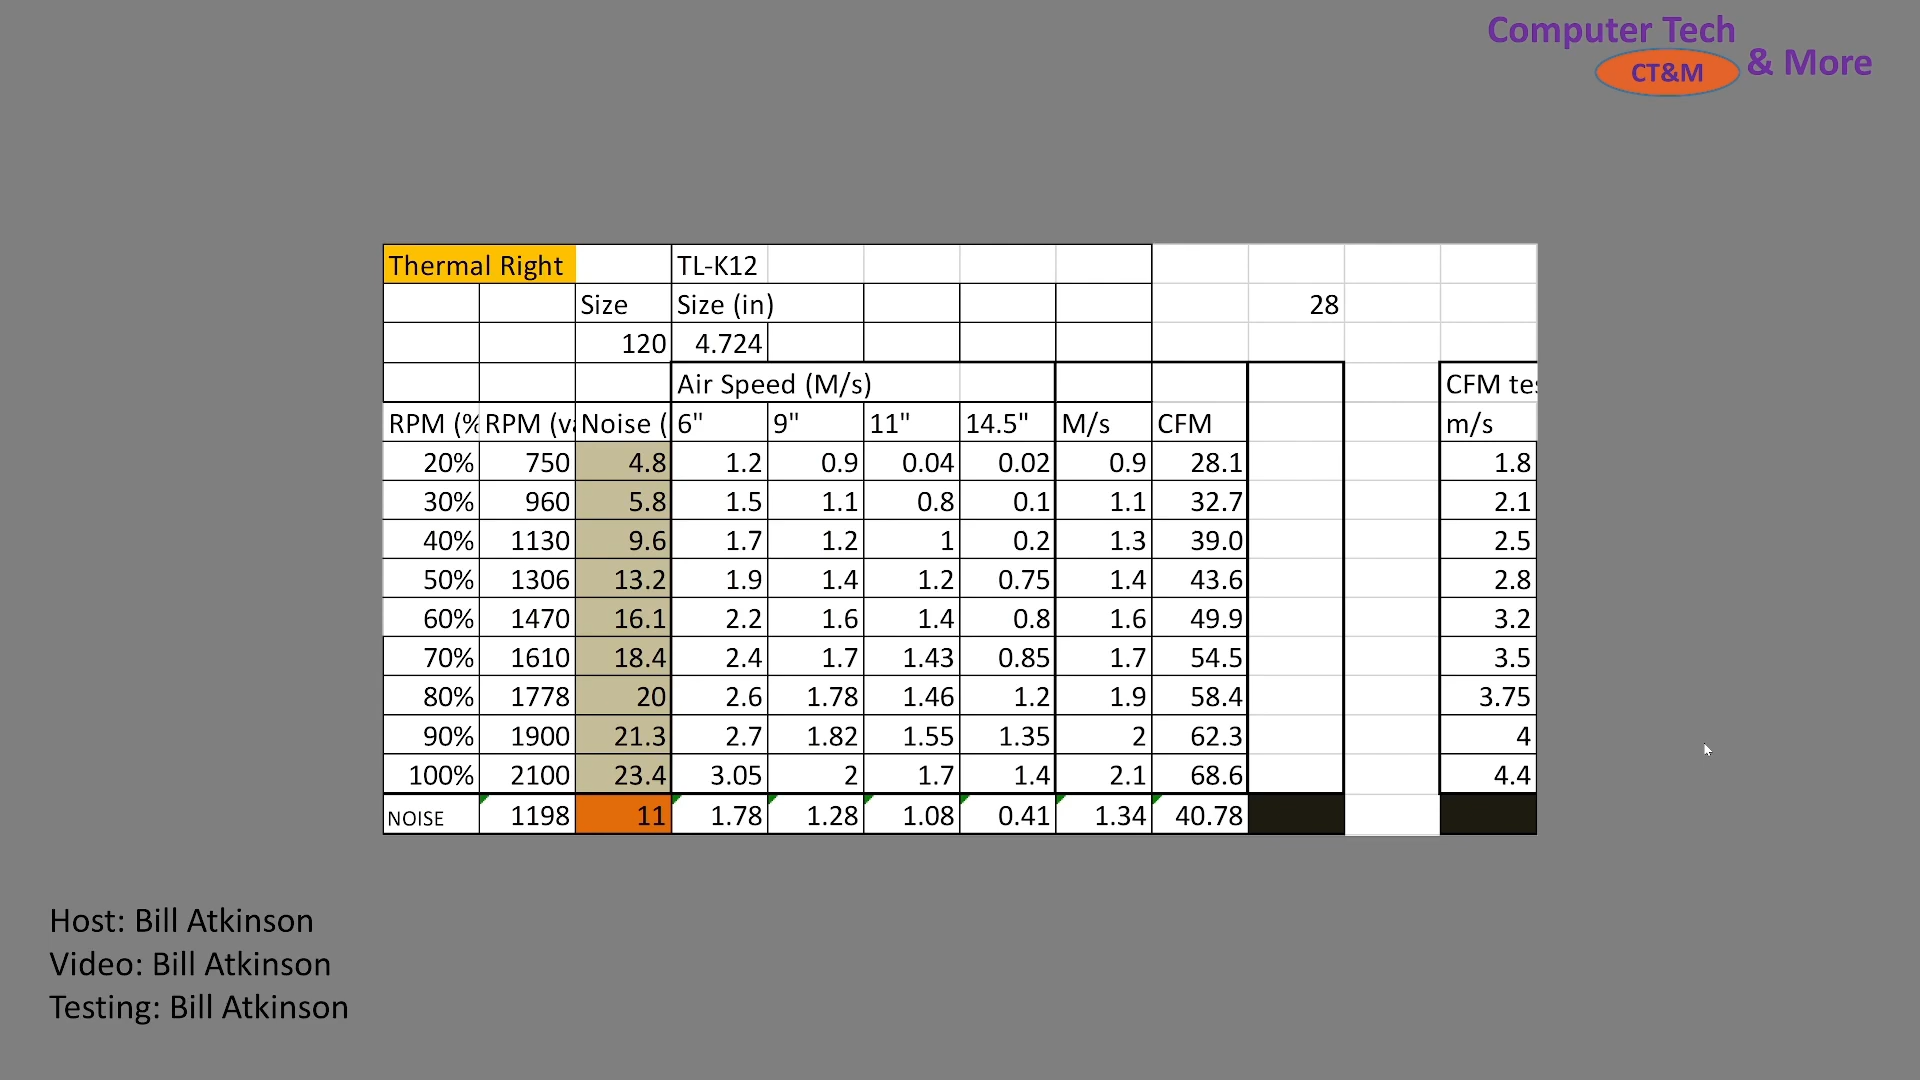 Computer Tech
CT&M
& More
Thermal Right TL-K12
Size Size (in) 28
120 4.724
Air Speed (M/s) CFM tes
RPM (% RPM (va Noise ( 6" 9" 11" 14.5" M/s CFM m/s
20% 750 4.8 1.2 0.9 0.04 0.02 0.9 28.1 1.8
30% 960 5.8 1.5 1.1 0.8 0.1 1.1 32.7 2.1
40% 1130 9.6 1.7 1.2 1 0.2 1.3 39.0 2.5
50% 1306 13.2 1.9 1.4 1.2 0.75 1.4 43.6 2.8
60% 1470 16.1 2.2 1.6 1.4 0.8 1.6 49.9 3.2
70% 1610 18.4 2.4 1.7 1.43 0.85 1.7 54.5 3.5
80% 1778 20 2.6 1.78 1.46 1.2 1.9 58.4 3.75
90% 1900 21.3 2.7 1.82 1.55 1.35 2 62.3 4
100% 2100 23.4 3.05 2 1.7 1.4 2.1 68.6 4.4
NOISE 1198 11 1.78 1.28 1.08 0.41 1.34 40.78
Host: Bill Atkinson
Video: Bill Atkinson
Testing: Bill Atkinson